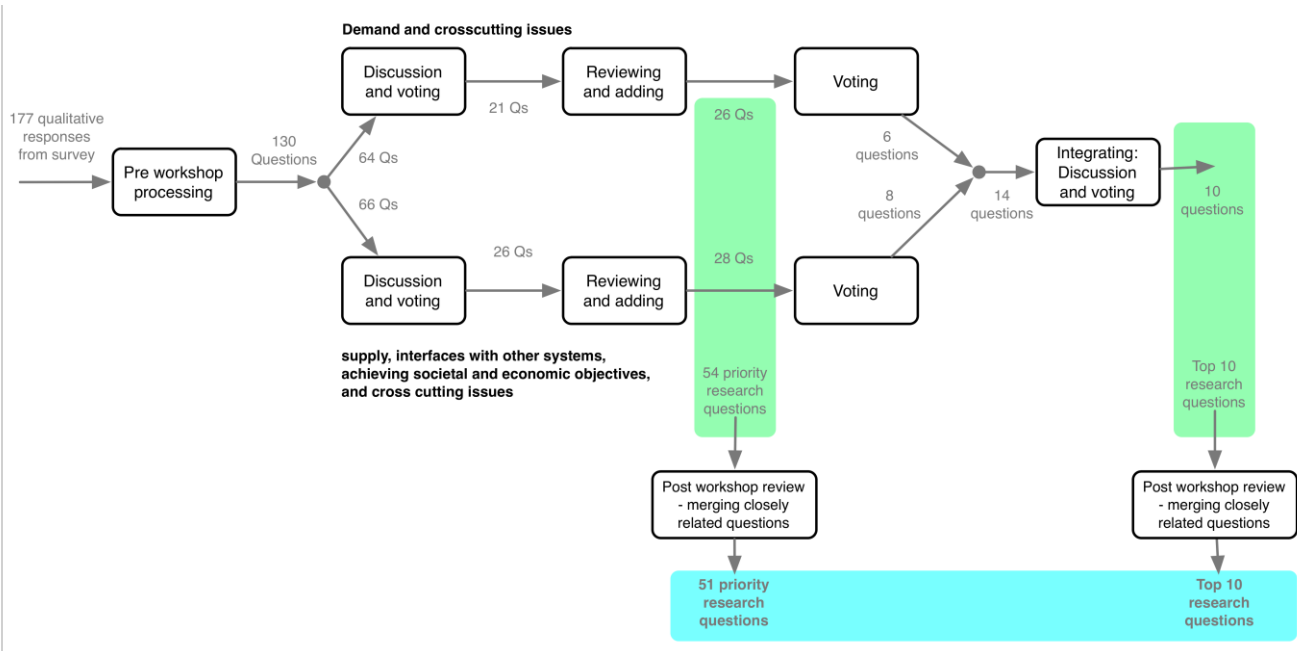 Demand and crosscutting issues
177 qualitative
responses
from survey
Pre workshop
processing
130
Questions
64 Qs
66 Qs
Discussion
and voting
21 Qs
Reviewing
and adding
26 Qs
Voting
6
questions
Discussion
and voting
26 Qs
Reviewing
and adding
28 Qs
Voting
8
questions
14
questions
Integrating:
Discussion
and voting
10
questions
supply, interfaces with other systems,
achieving societal and economic objectives,
and cross cutting issues
54 priority
research
questions
Top 10
research
questions
Post workshop review
- merging closely
related questions
Post workshop review
- merging closely
related questions
51 priority
research
questions
Top 10
research
questions